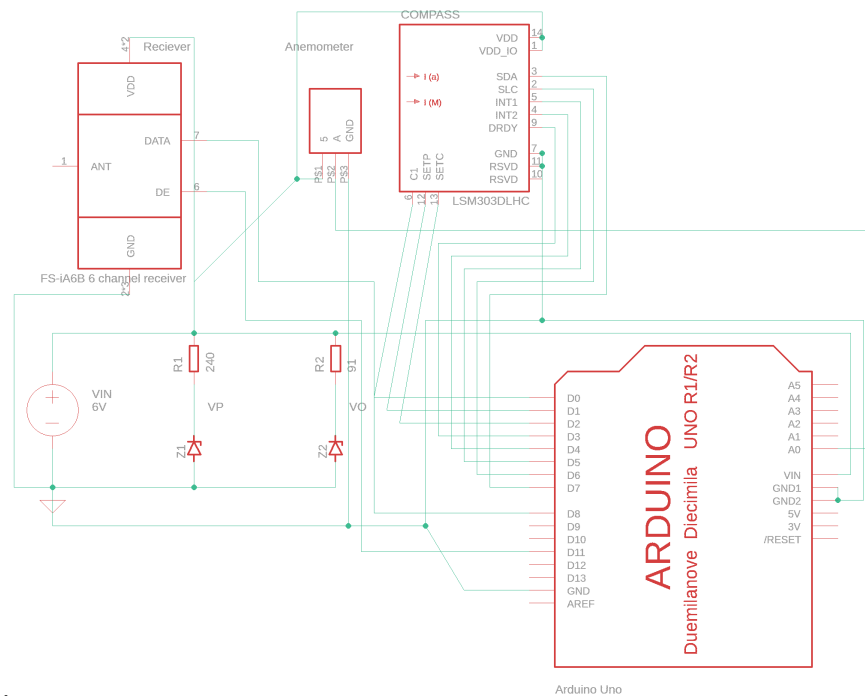 COMPASS
Reciever
4*2
VDD
DATA
7
1
ANT
DE
6
GND
FS-iA6B 6 channel receiver
2*3
Anemometer
5
A
GND
P$1
P$2
P$3
VDD
14
VDD_IO
1
I (a)
SDA
3
SLC
2
I (M)
INT1
5
INT2
4
DRDY
9
GND
7
RSVD
11
RSVD
10
C1
SETP
SETC
6
12
13
LSM303DLHC
VIN
6V
R1
240
VP
Z1
R2
91
VO
Z2
D0
D1
D2
D3
D4
D5
D6
D7
D8
D9
D10
D11
D12
D13
GND
AREF
ARDUINO
Duemilanove Diecimila UNO R1/R2
A5
A4
A3
A2
A1
A0
VIN
GND1
GND2
5V
3V
/RESET
Arduino Uno